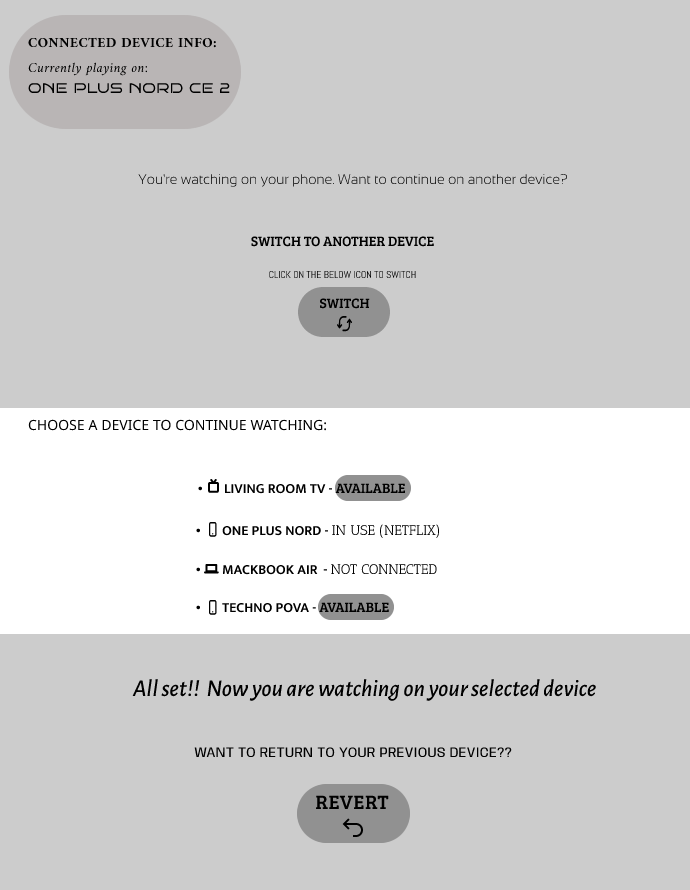 CONNECTED DEVICE INFO:
Currently playing on:
ONE PLUS NORD CE 2
You're watching on your phone. Want to continue on another device?
SWITCH TO ANOTHER DEVICE
CLICK ON THE BELOW ICON TO SWITCH
SWITCH
CHOOSE A DEVICE TO CONTINUE WATCHING:
• LIVING ROOM TV - AVAILABLE
• ONE PLUS NORD - IN USE (NETFLIX)
• MACKBOOK AIR - NOT CONNECTED
• TECHNO POVA - AVAILABLE
All set!! Now you are watching on your selected device
WANT TO RETURN TO YOUR PREVIOUS DEVICE??
REVERT